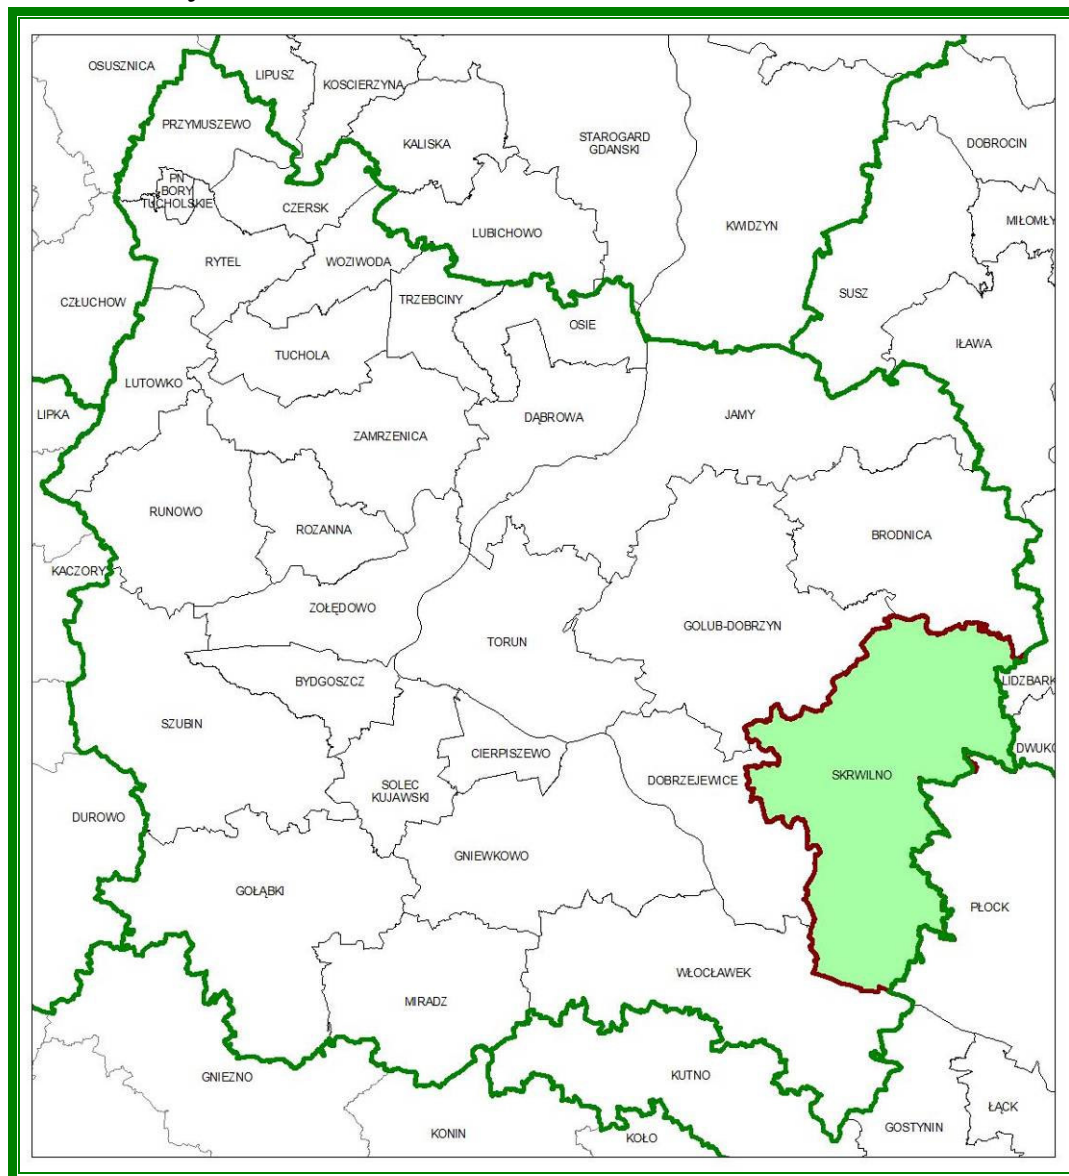 OSUSZNICA
LIPUSZ
KOSCIERZYNA
PRZYMUSZEWO
KALISKA
STAROGARD
GDANSKI
DOBROCIN
PN
BORY
TUCHOLSKIE
CZERSK
LUBICHOWO
KWIDZYN
MIŁOMŁY
RYTEL
WOZIWODA
CZŁUCHOW
TRZEBCINY
SUSZ
OSIE
IŁAWA
TUCHOLA
LUTOWKO
LIPKA
DĄBROWA
JAMY
ZAMRZENICA
RUNOWO
ROZANNA
BRODNICA
KACZORY
ZOŁĘDOWO
GOLUB-DOBRZYN
TORUN
BYDGOSZCZ
LIDZBARK
SZUBIN
CIERPISZEWO
DWUKO
SOLEC
KUJAWSKI
DOBRZEJEWICE
SKRWILNO
DUROWO
GNIEWKOWO
GOŁĄBKI
PŁOCK
WŁOCŁAWEK
MIRADZ
GNIEZNO
KUTNO
ŁĄCK
KONIN
KOŁO
GOSTYNIN